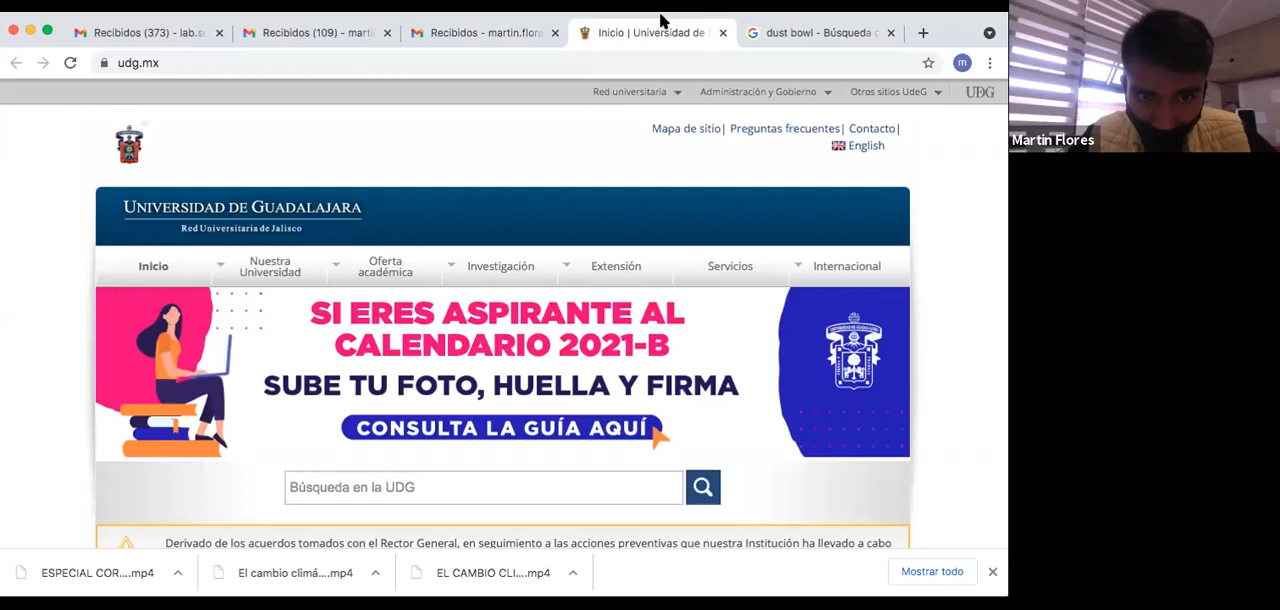 Recibidos (373) - lab.s
Recibidos (109) - marti
Recibidos - martin.flore
Inicio | Universidad de
dust bowl - Búsqueda
udg.mx
m
Red universitaria
Administración y Gobierno
Otros sitios UdeG
UDG
Mapa de sitio| Preguntas frecuentes| Contacto|
English
UNIVERSIDAD DE GUADALAJARA
Red Universitaria de Jalisco
Inicio
Nuestra
Universidad
Oferta
académica
Investigación
Extensión
Servicios
Internacional
SI ERES ASPIRANTE AL
CALENDARIO 2021-B
SUBE TU FOTO, HUELLA Y FIRMA
CONSULTA LA GUÍA AQUÍ
Búsqueda en la UDG
Derivado de los acuerdos tomados con el Rector General, en seguimiento a las acciones preventivas que nuestra Institución ha llevado a cabo
ESPECIAL COR....mp4
El cambio climá....mp4
EL CAMBIO CLI....mp4
Mostrar todo
Martin Flores